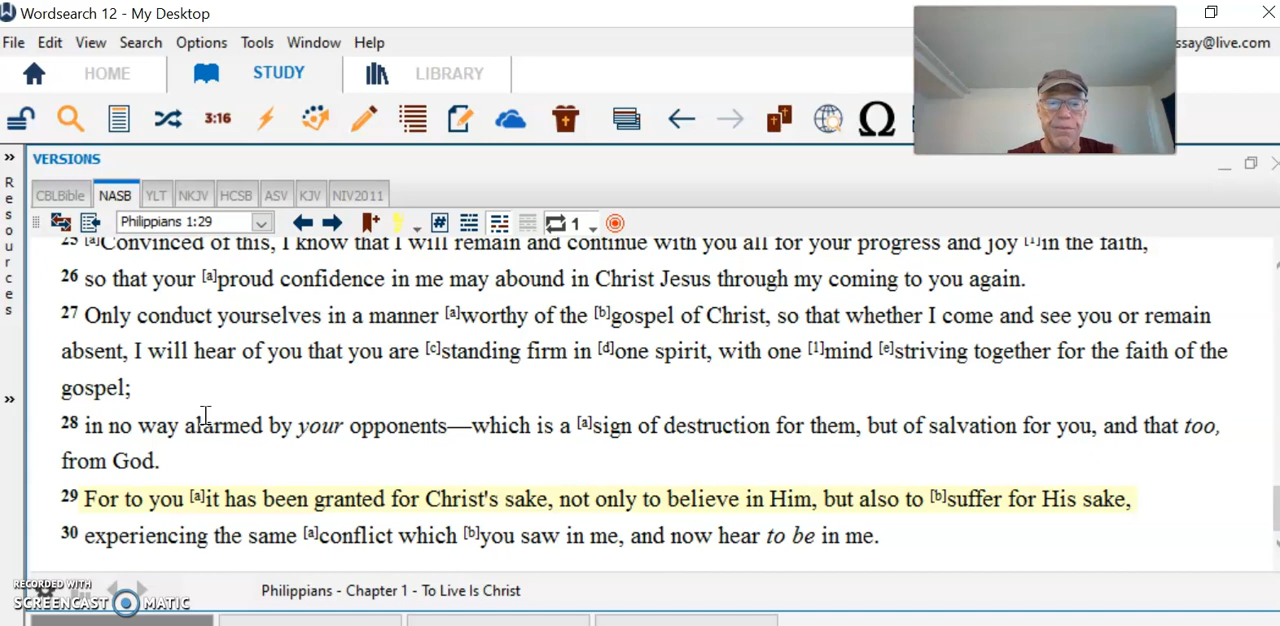 Wordsearch 12 - My Desktop
File Edit View Search Options Tools Window Help
ssay@live.com
HOME STUDY LIBRARY
3:16 Ω
» VERSIONS
Resources
CBLBible NASB YLT NKJV HCSB ASV KJV NIV2011
Philippians 1:29 # 1
25 [a]Convinced of this, I know that I will remain and continue with you all for your progress and joy [1]in the faith,
26 so that your [a]proud confidence in me may abound in Christ Jesus through my coming to you again.
27 Only conduct yourselves in a manner [a]worthy of the [b]gospel of Christ, so that whether I come and see you or remain
absent, I will hear of you that you are [c]standing firm in [d]one spirit, with one [1]mind [e]striving together for the faith of the
gospel;
»
28 in no way alarmed by your opponents—which is a [a]sign of destruction for them, but of salvation for you, and that too,
from God.
29 For to you [a]it has been granted for Christ's sake, not only to believe in Him, but also to [b]suffer for His sake,
30 experiencing the same [a]conflict which [b]you saw in me, and now hear to be in me.
RECORDED WITH
SCREENCAST MATIC
Philippians - Chapter 1 - To Live Is Christ